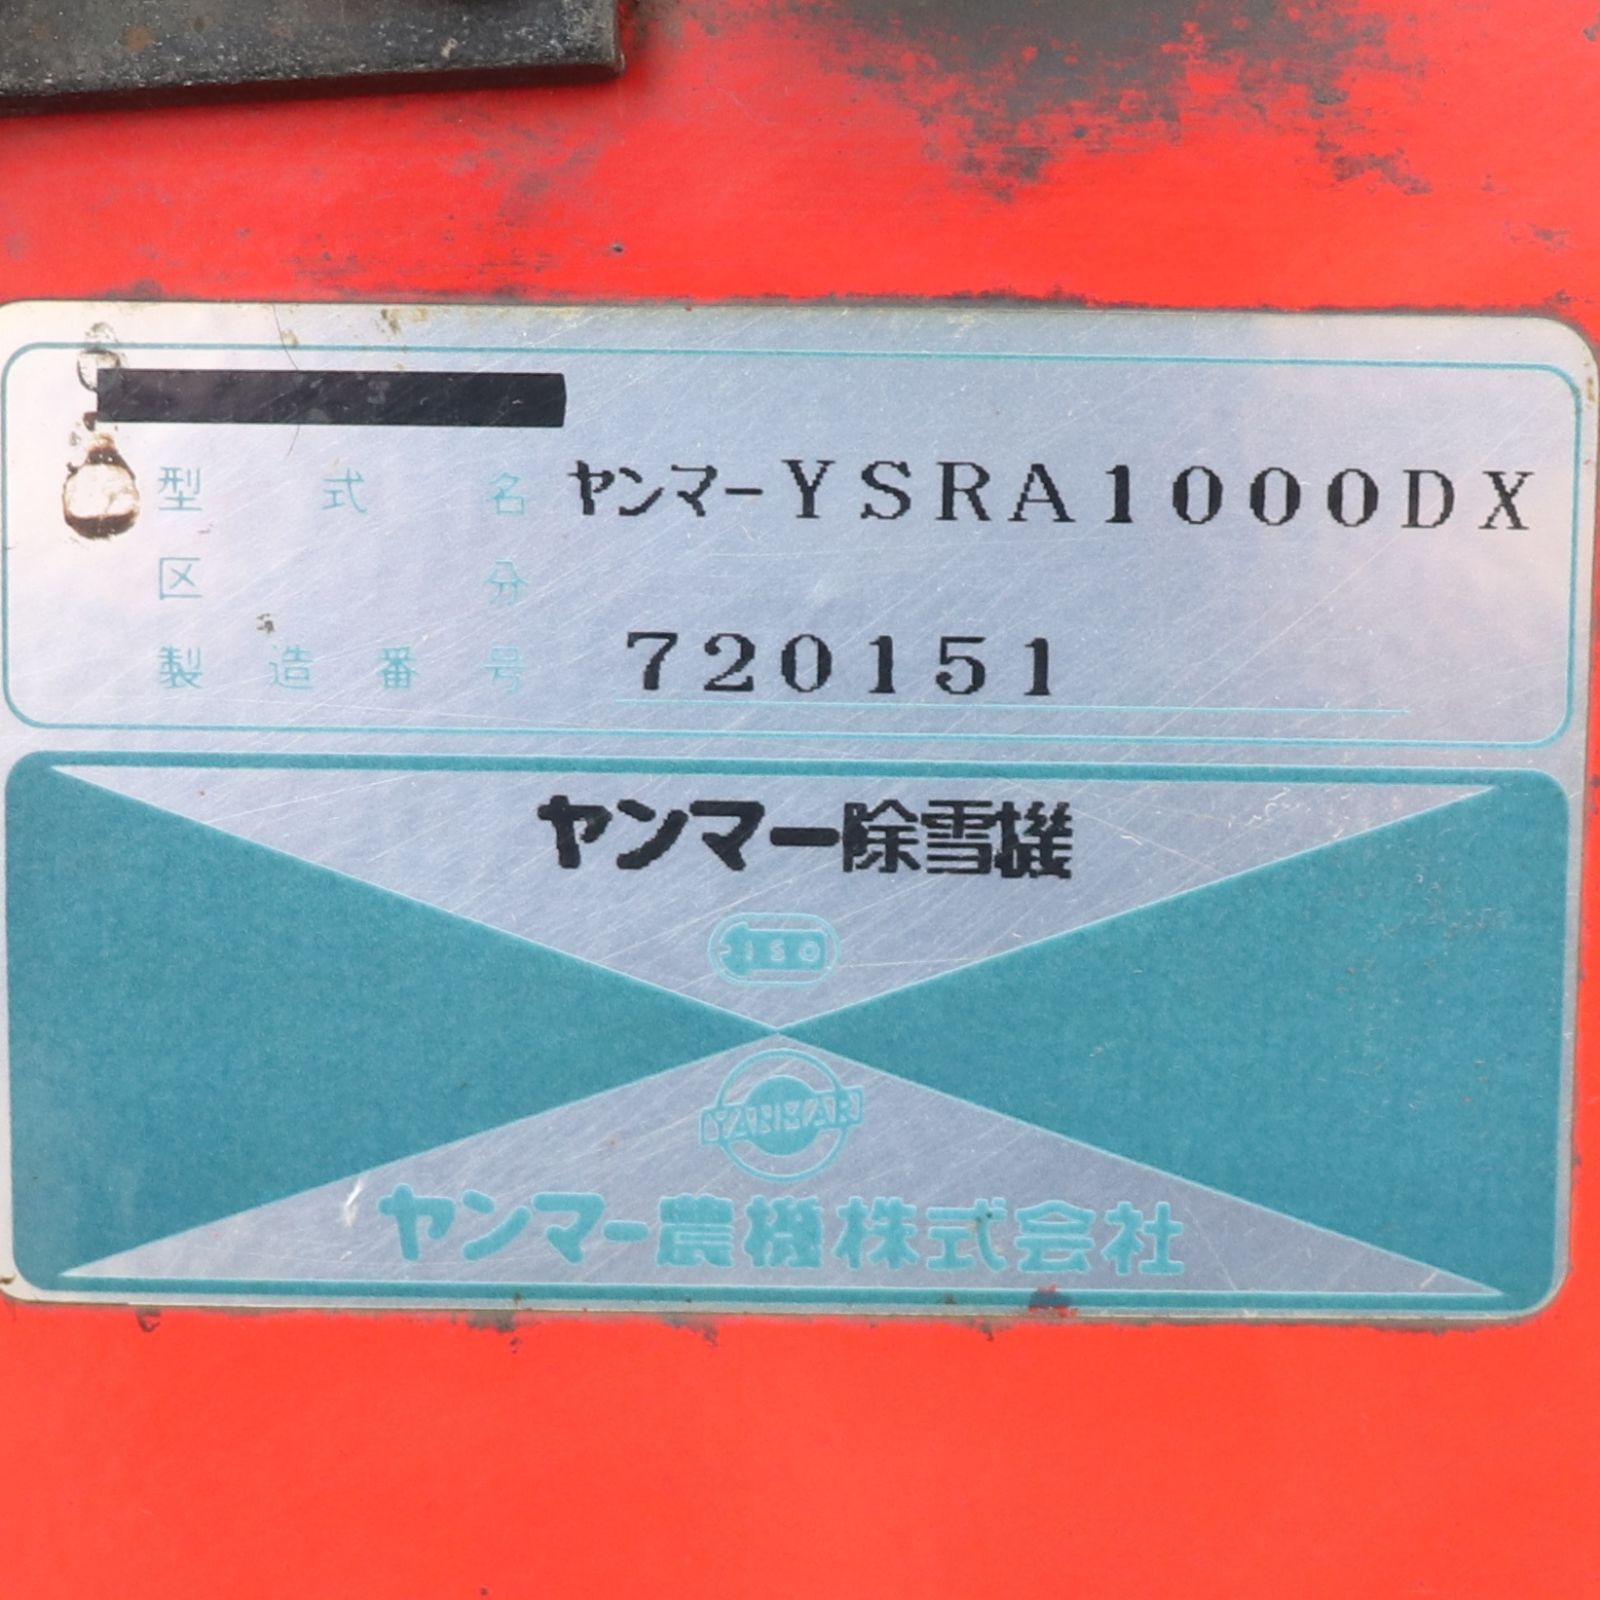 型式名 ヤンマーYSRA1000DX
区分
製造番号 720151
ヤンマー除雪機
ISO
YANMAR
ヤンマー農機株式会社